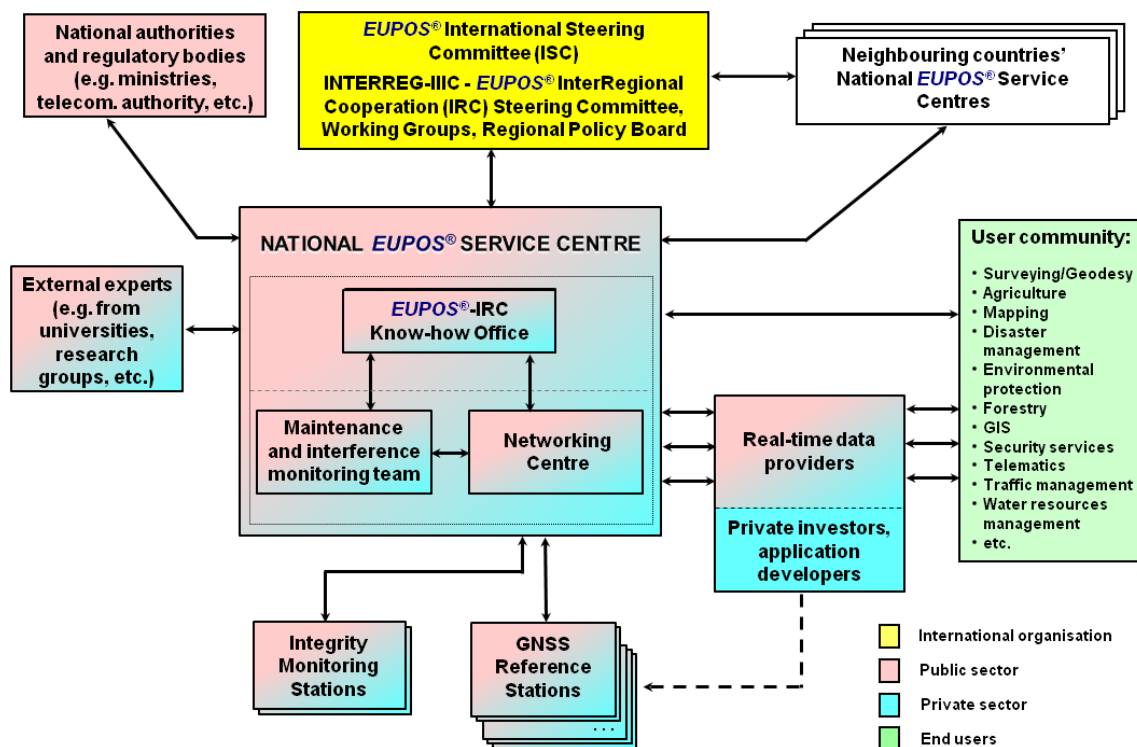 National authorities
and regulatory bodies
(e.g. ministries,
telecom. authority, etc.)
EUPOS® International Steering
Committee (ISC)
INTERREG-IIIC - EUPOS® InterRegional
Cooperation (IRC) Steering Committee,
Working Groups, Regional Policy Board
Neighbouring countries'
National EUPOS® Service
Centres
NATIONAL EUPOS® SERVICE CENTRE
External experts
(e.g. from
universities,
research
groups, etc.)
EUPOS®-IRC
Know-how Office
Maintenance
and interference
monitoring team
Networking
Centre
Real-time data
providers
Private investors,
application
developers
User community:
• Surveying/Geodesy
• Agriculture
• Mapping
• Disaster
management
• Environmental
protection
• Forestry
• GIS
• Security services
• Telematics
• Traffic management
• Water resources
management
• etc.
Integrity
Monitoring
Stations
GNSS
Reference
Stations
...
International organisation
Public sector
Private sector
End users